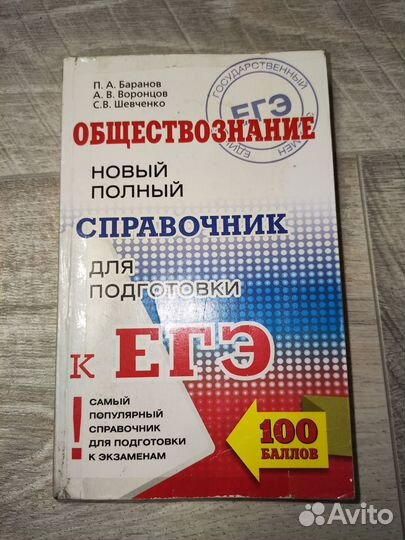 П. А. Баранов
А. В. Воронцов
С.В. Шевченко
ГОСУДАРСТВЕННЫЙ
ЕГЭ
ОБЩЕСТВОЗНАНИЕ
НОВЫЙ
ПОЛНЫЙ
СПРАВОЧНИК
ДЛЯ
ПОДГОТОВКИ
К ЕГЭ
!
САМЫЙ
ПОПУЛЯРНЫЙ
СПРАВОЧНИК
ДЛЯ ПОДГОТОВКИ
К ЭКЗАМЕНАМ
100
БАЛЛОВ
Avito